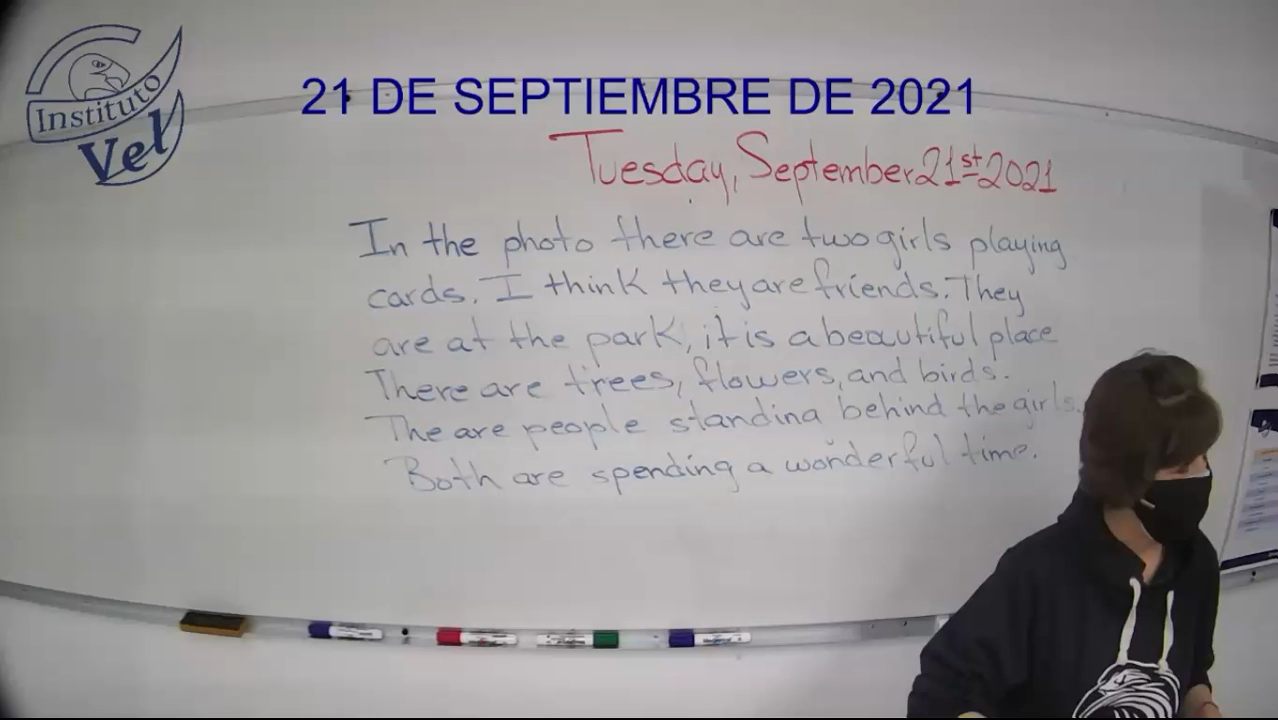 Instituto
Vel
21 DE SEPTIEMBRE DE 2021
Tuesday, September 21st 2021
In the photo there are two girls playing
cards. I think they are friends. They
are at the park, it is a beautiful place
There are trees, flowers, and birds.
The are people standing behind the girls.
Both are spending a wonderful time.